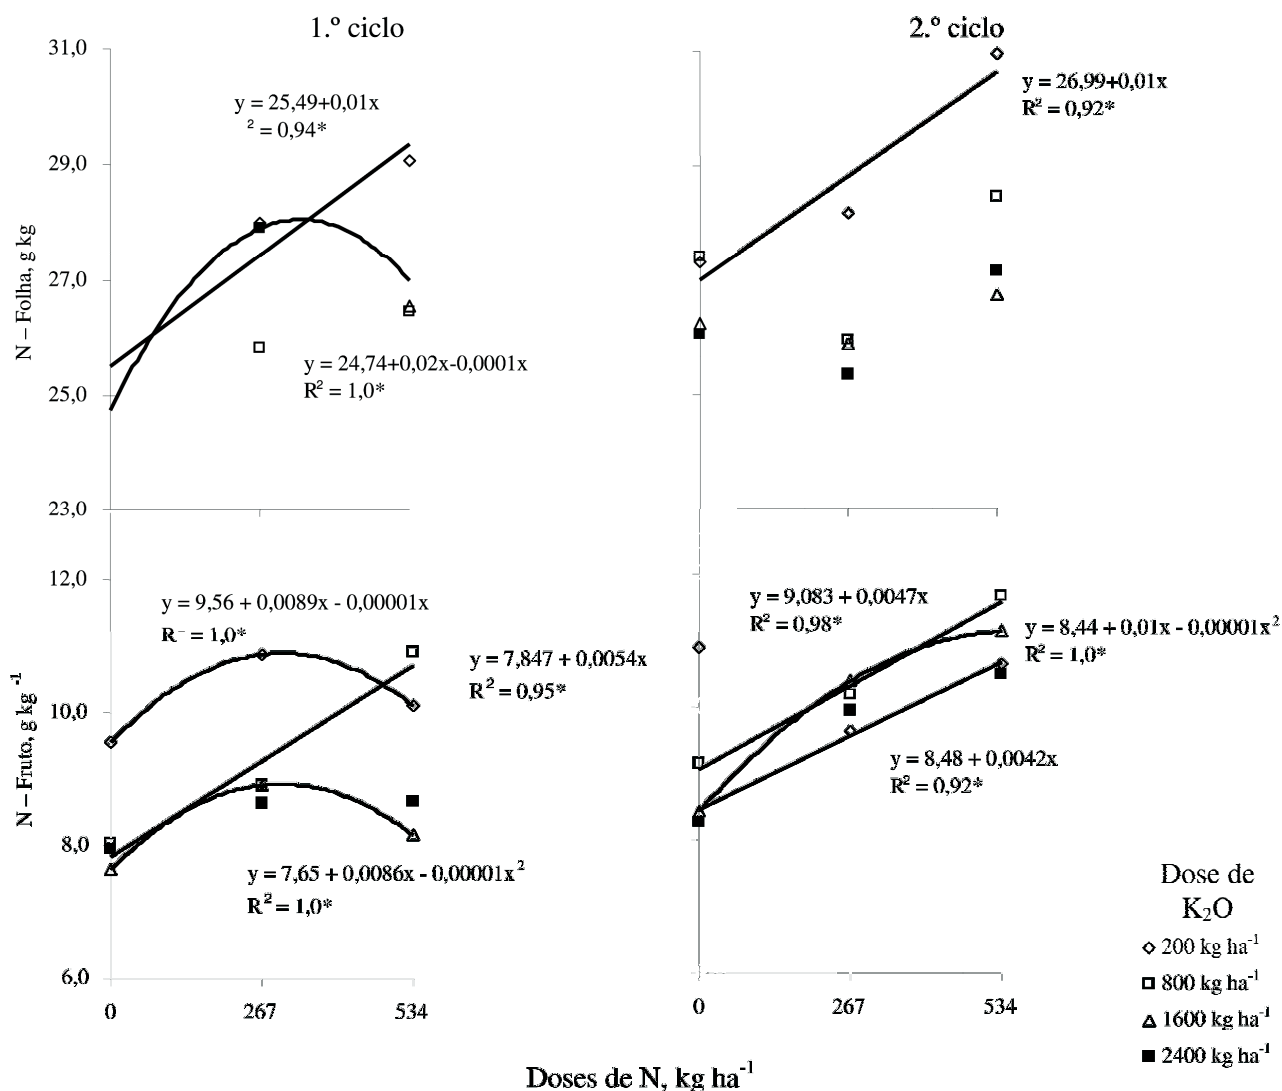 1.º ciclo
2.º ciclo
31,0
29,0
27,0
25,0
23,0
N – Folha, g kg
y = 25,49+0,01x
² = 0,94*
y = 24,74+0,02x-0,0001x
R² = 1,0*
y = 26,99+0,01x
R² = 0,92*
12,0
10,0
8,0
6,0
N – Fruto, g kg⁻¹
y = 9,56 + 0,0089x - 0,00001x
R⁻ = 1,0*
y = 7,847 + 0,0054x
R² = 0,95*
y = 7,65 + 0,0086x - 0,00001x²
R² = 1,0*
y = 9,083 + 0,0047x
R² = 0,98*
y = 8,44 + 0,01x - 0,00001x²
R² = 1,0*
y = 8,48 + 0,0042x
R² = 0,92*
0
267
534
0
267
534
Doses de N, kg ha⁻¹
Dose de
K₂O
200 kg ha⁻¹
800 kg ha⁻¹
1600 kg ha⁻¹
2400 kg ha⁻¹